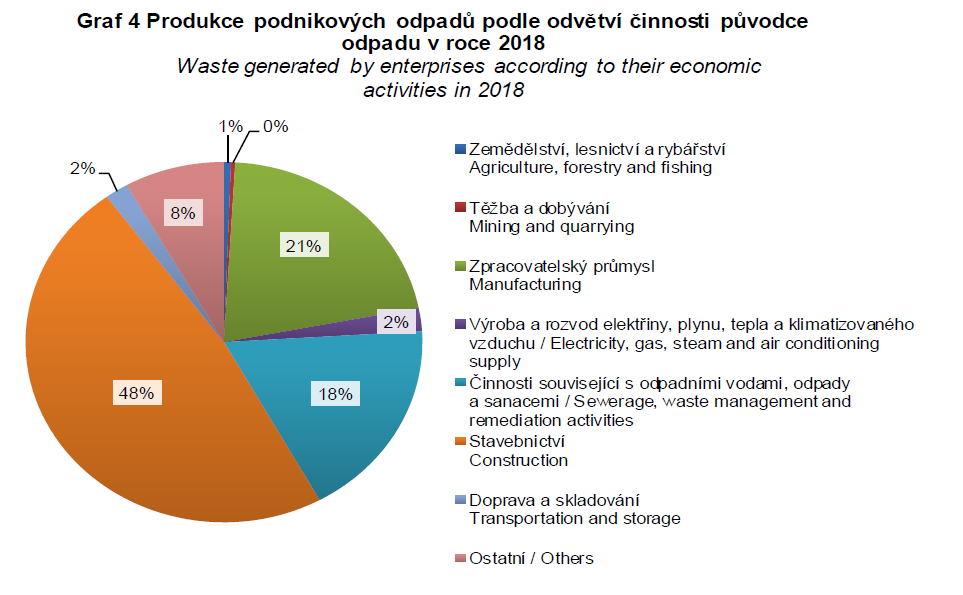 Graf 4 Produkce podnikových odpadů podle odvětví činnosti původce
odpadu v roce 2018
Waste generated by enterprises according to their economic
activities in 2018
1%
0%
2%
8%
21%
2%
18%
48%
Zemědělství, lesnictví a rybářství
Agriculture, forestry and fishing
Těžba a dobývání
Mining and quarrying
Zpracovatelský průmysl
Manufacturing
Výroba a rozvod elektřiny, plynu, tepla a klimatizovaného
vzduchu / Electricity, gas, steam and air conditioning
supply
Činnosti související s odpadními vodami, odpady
a sanacemi / Sewerage, waste management and
remediation activities
Stavebnictví
Construction
Doprava a skladování
Transportation and storage
Ostatní / Others